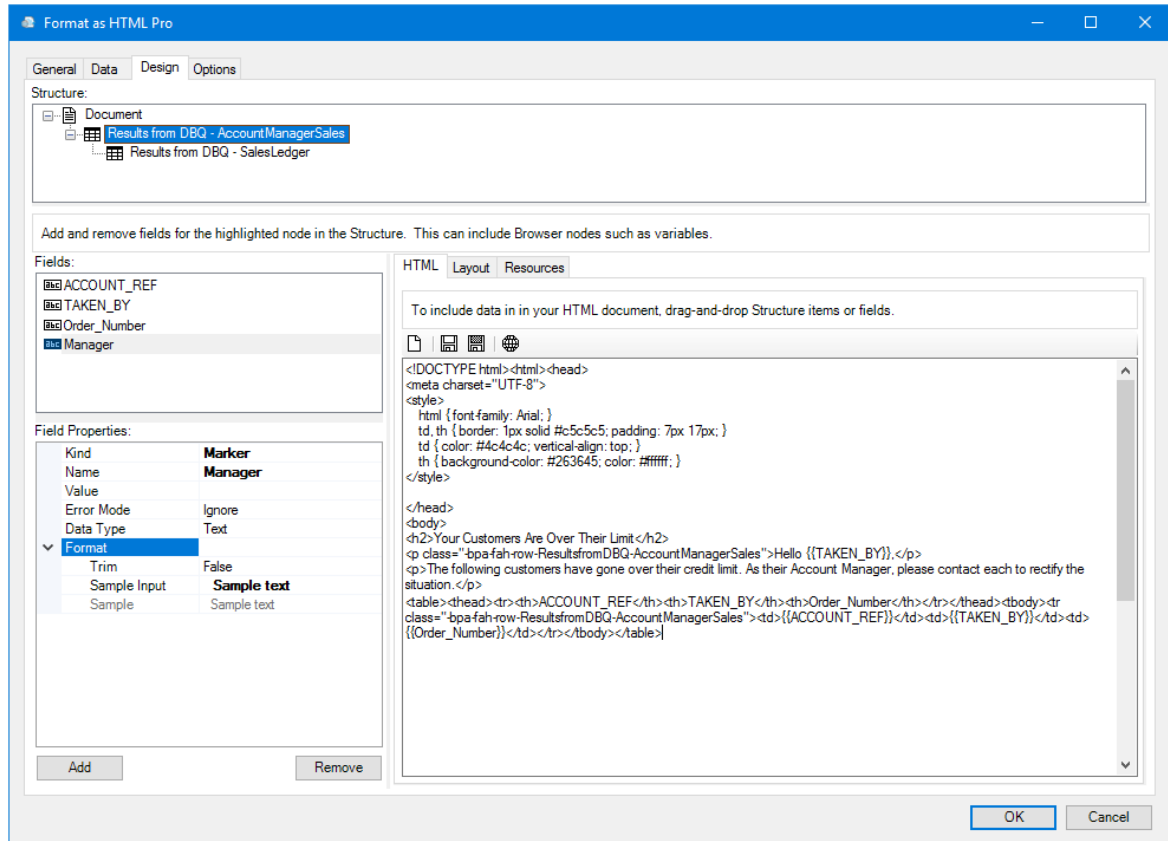 Format as HTML Pro
General Data Design Options
Structure:
Document
Results from DBQ - AccountManagerSales
Results from DBQ - SalesLedger
Add and remove fields for the highlighted node in the Structure. This can include Browser nodes such as variables.
Fields:
abc ACCOUNT_REF
abc TAKEN_BY
abc Order_Number
abc Manager
Field Properties:
Kind Marker
Name Manager
Value
Error Mode Ignore
Data Type Text
Format
Trim False
Sample Input Sample text
Sample Sample text
Add Remove
HTML Layout Resources
To include data in in your HTML document, drag-and-drop Structure items or fields.
<!DOCTYPE html><html><head>
<meta charset="UTF-8">
<style>
html { font-family: Arial; }
td, th { border: 1px solid #c5c5c5; padding: 7px 17px; }
td { color: #4c4c4c; vertical-align: top; }
th { background-color: #263645; color: #ffffff; }
</style>
</head>
<body>
<h2>Your Customers Are Over Their Limit</h2>
<p class="-bpa-fah-row-ResultsfromDBQ-AccountManagerSales">Hello {{TAKEN_BY}},</p>
<p>The following customers have gone over their credit limit. As their Account Manager, please contact each to rectify the
situation.</p>
<table><thead><tr><th>ACCOUNT_REF</th><th>TAKEN_BY</th><th>Order_Number</th></tr></thead><tbody><tr
class="-bpa-fah-row-ResultsfromDBQ-AccountManagerSales"><td>{{ACCOUNT_REF}}</td><td>{{TAKEN_BY}}</td><td>
{{Order_Number}}</td></tr></tbody></table>
OK Cancel